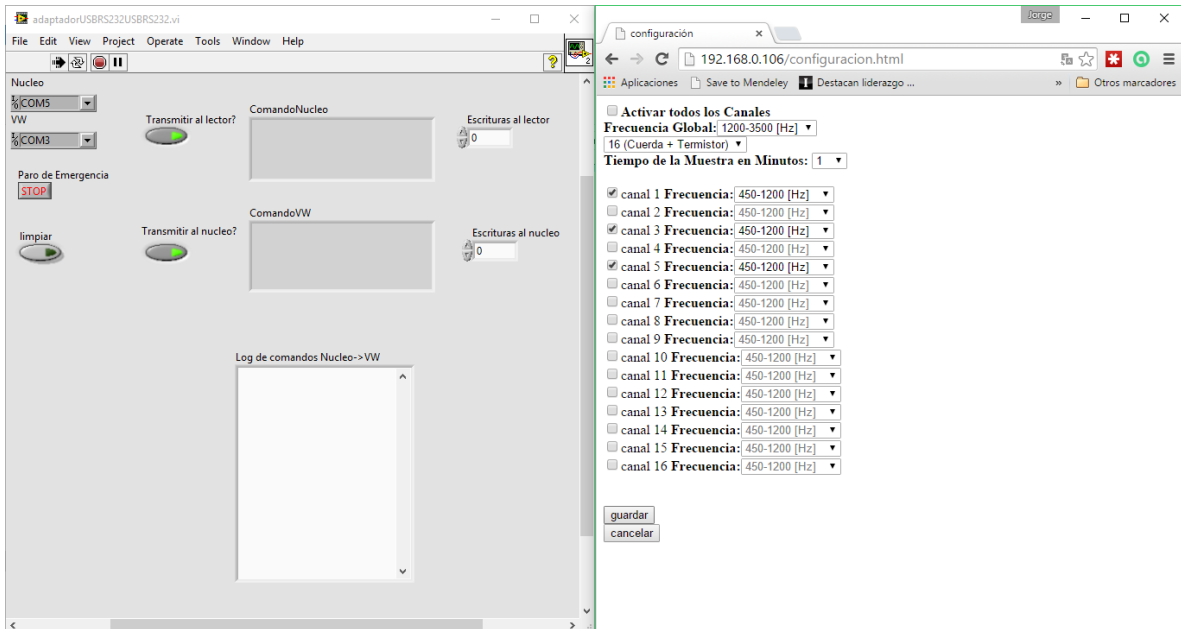 adaptadorUSBRS232USBRS232.vi
File Edit View Project Operate Tools Window Help
2
Nucleo
COM5
VW
COM3
Transmitir al lector?
ComandoNucleo
Escrituras al lector
0
Paro de Emergencia
STOP
limpiar
Transmitir al nucleo?
ComandoVW
Escrituras al nucleo
0
Log de comandos Nucleo->VW
Jorge
configuración
192.168.0.106/configuracion.html
Aplicaciones Save to Mendeley Destacan liderazgo ... » Otros marcadores
Activar todos los Canales
Frecuencia Global: 1200-3500 [Hz]
16 (Cuerda + Termistor)
Tiempo de la Muestra en Minutos: 1
canal 1 Frecuencia: 450-1200 [Hz]
canal 2 Frecuencia: 450-1200 [Hz]
canal 3 Frecuencia: 450-1200 [Hz]
canal 4 Frecuencia: 450-1200 [Hz]
canal 5 Frecuencia: 450-1200 [Hz]
canal 6 Frecuencia: 450-1200 [Hz]
canal 7 Frecuencia: 450-1200 [Hz]
canal 8 Frecuencia: 450-1200 [Hz]
canal 9 Frecuencia: 450-1200 [Hz]
canal 10 Frecuencia: 450-1200 [Hz]
canal 11 Frecuencia: 450-1200 [Hz]
canal 12 Frecuencia: 450-1200 [Hz]
canal 13 Frecuencia: 450-1200 [Hz]
canal 14 Frecuencia: 450-1200 [Hz]
canal 15 Frecuencia: 450-1200 [Hz]
canal 16 Frecuencia: 450-1200 [Hz]
guardar
cancelar